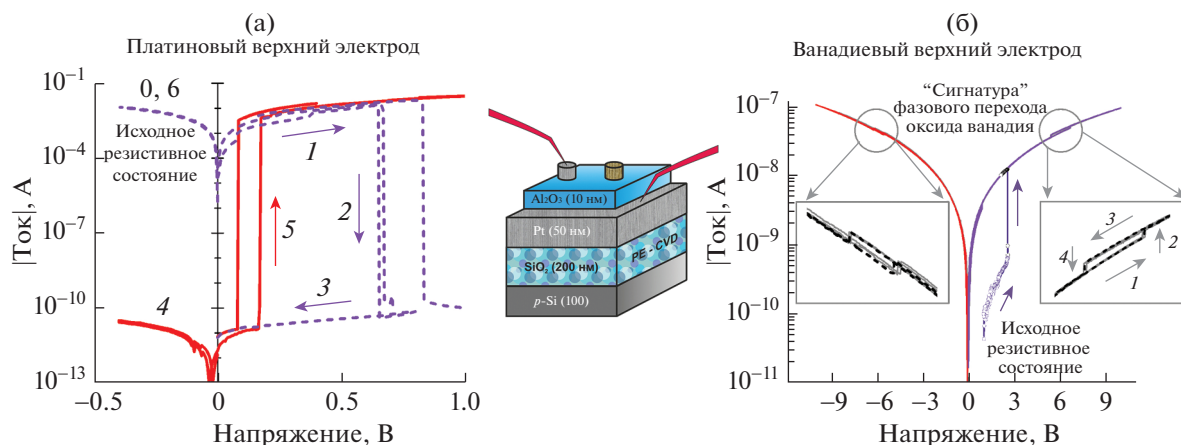 (а)
Платиновый верхний электрод
10⁻¹
10⁻⁴
10⁻⁷
10⁻¹⁰
10⁻¹³
|Ток|, А
0, 6
Исходное
резистивное
состояние
1
2
3
4
5
−0.5
0
0.5
1.0
Напряжение, В
Al₂O₃ (10 нм)
Pt (50 нм)
SiOₓ (200 нм)
PE - CVD
p-Si (100)
(б)
Ванадиевый верхний электрод
“Сигнатура”
фазового перехода
оксида ванадия
10⁻⁷
10⁻⁸
10⁻⁹
10⁻¹⁰
10⁻¹¹
|Ток|, А
3
4
2
1
Исходное
резистивное
состояние
−9
−6
−3
0
3
6
9
Напряжение, В